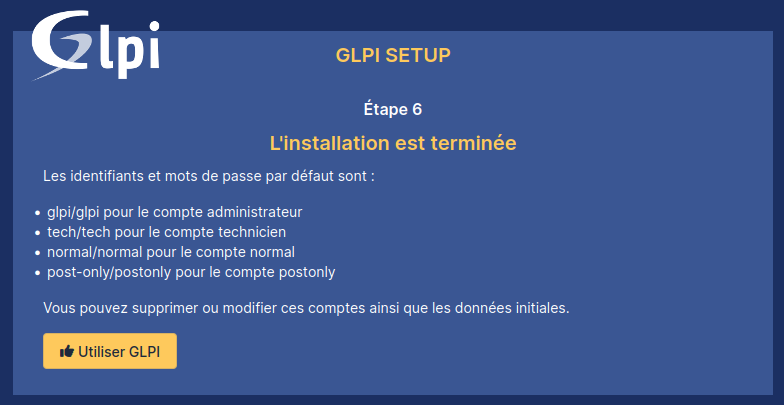 Glpi
GLPI SETUP
Étape 6
L'installation est terminée
Les identifiants et mots de passe par défaut sont :
• glpi/glpi pour le compte administrateur
• tech/tech pour le compte technicien
• normal/normal pour le compte normal
• post-only/postonly pour le compte postonly
Vous pouvez supprimer ou modifier ces comptes ainsi que les données initiales.
Utiliser GLPI